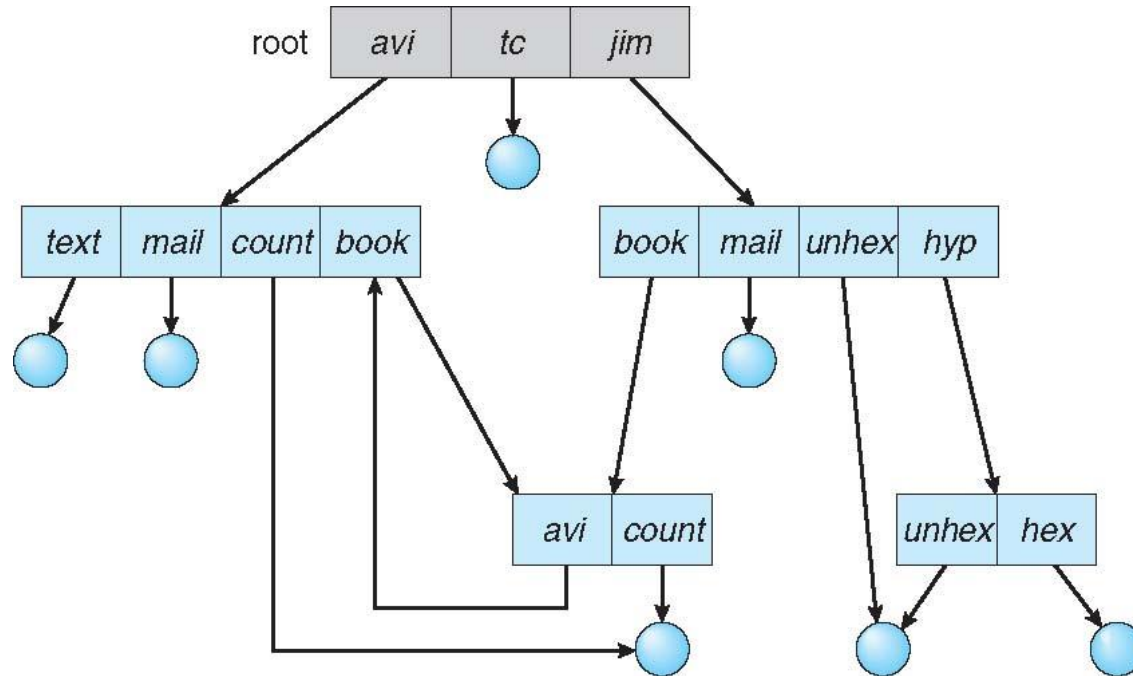 root avi tc jim
text mail count book book mail unhex hyp
avi count unhex hex